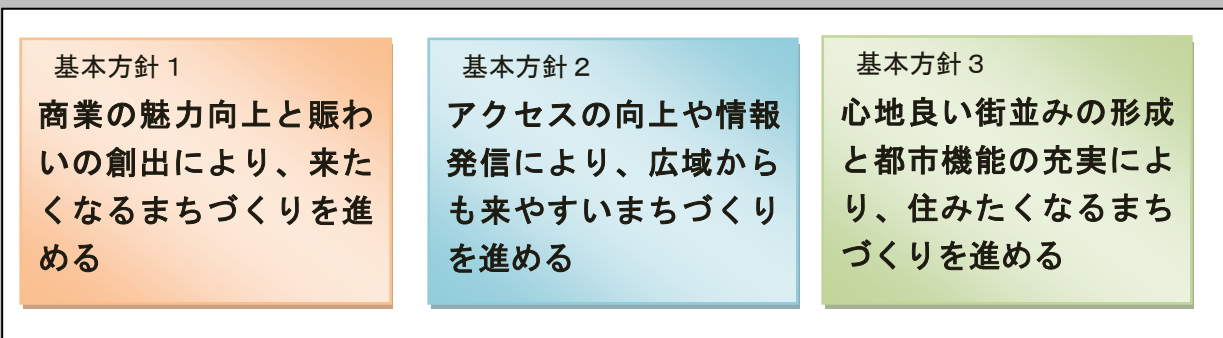 基本方針１
商業の魅力向上と賑わ
いの創出により、来た
くなるまちづくりを進
める
基本方針２
アクセスの向上や情報
発信により、広域から
も来やすいまちづくり
を進める
基本方針３
心地良い街並みの形成
と都市機能の充実によ
り、住みたくなるまち
づくりを進める